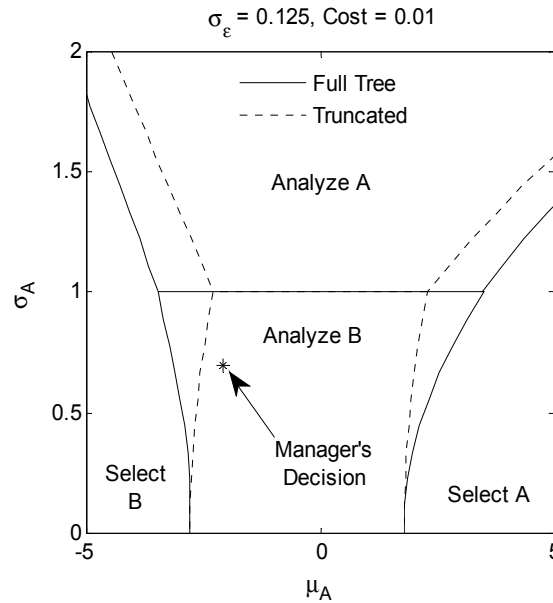 σε = 0.125, Cost = 0.01
Full Tree
Truncated
Analyze A
Analyze B
Manager's
Decision
Select
B
Select A
σA
2
1.5
1
0.5
0
-5
0
5
μA